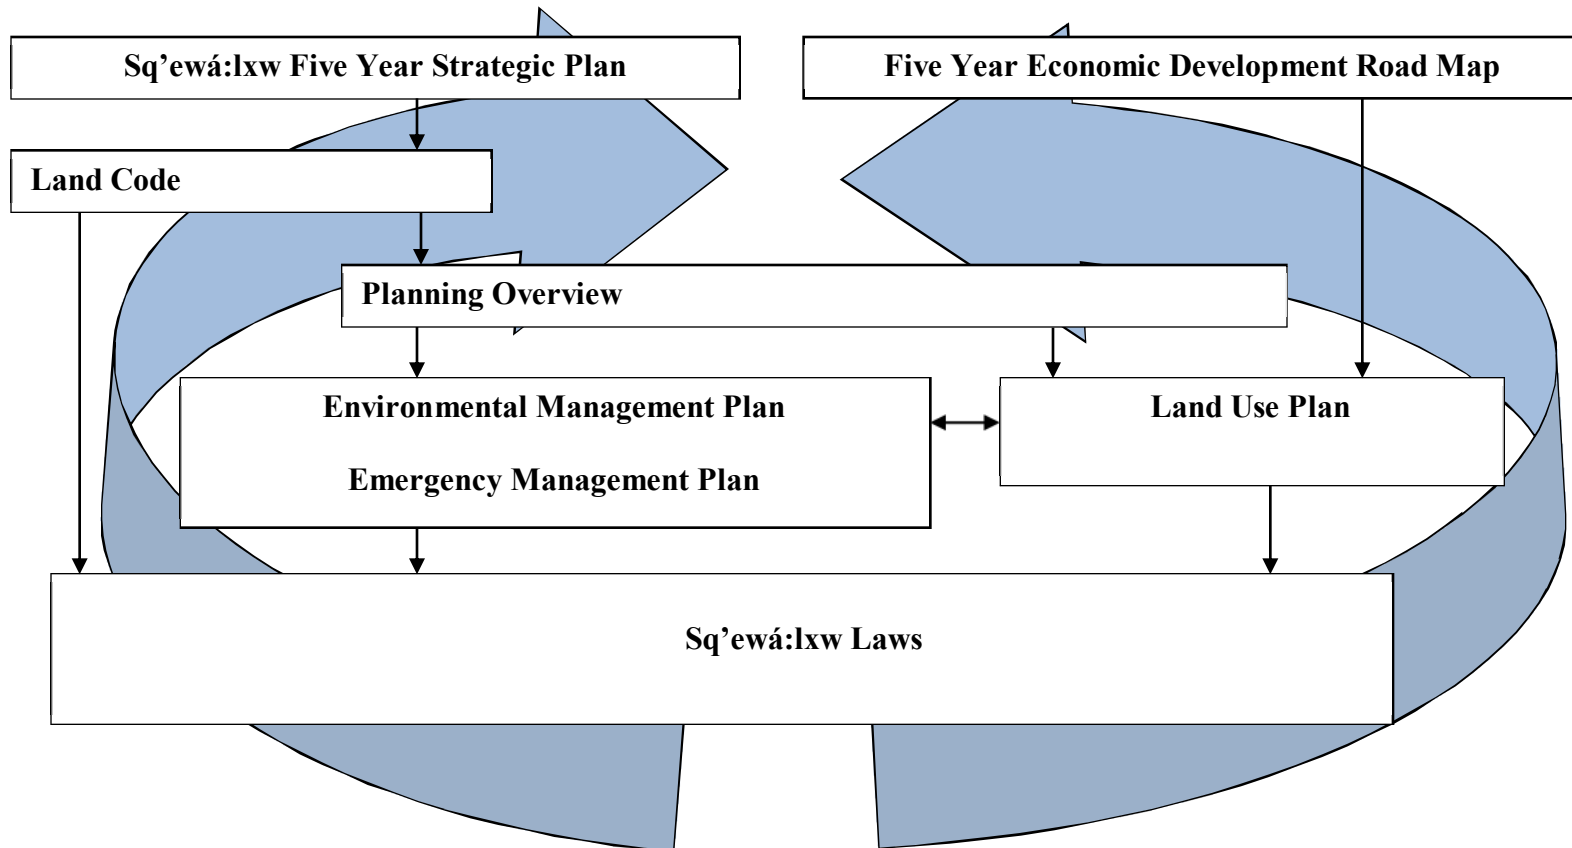 Sq’ewá:lxw Five Year Strategic Plan
Five Year Economic Development Road Map
Land Code
Planning Overview
Environmental Management Plan
Emergency Management Plan
Land Use Plan
Sq’ewá:lxw Laws